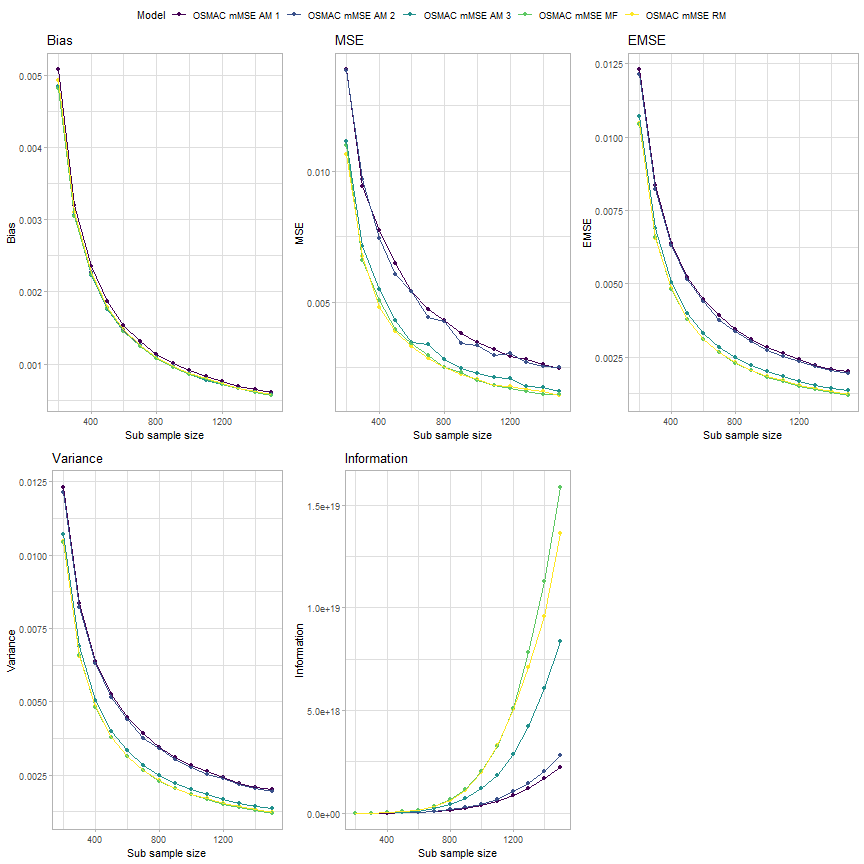 Model OSMAC mMSE AM 1 OSMAC mMSE AM 2 OSMAC mMSE AM 3 OSMAC mMSE MF OSMAC mMSE RM
Bias
0.005
0.004
0.003
0.002
0.001
Bias
400 800 1200
Sub sample size
MSE
0.010
0.005
MSE
400 800 1200
Sub sample size
EMSE
0.0125
0.0100
0.0075
0.0050
0.0025
EMSE
400 800 1200
Sub sample size
Variance
0.0125
0.0100
0.0075
0.0050
0.0025
Variance
400 800 1200
Sub sample size
Information
1.5e+19
1.0e+19
5.0e+18
0.0e+00
Information
400 800 1200
Sub sample size